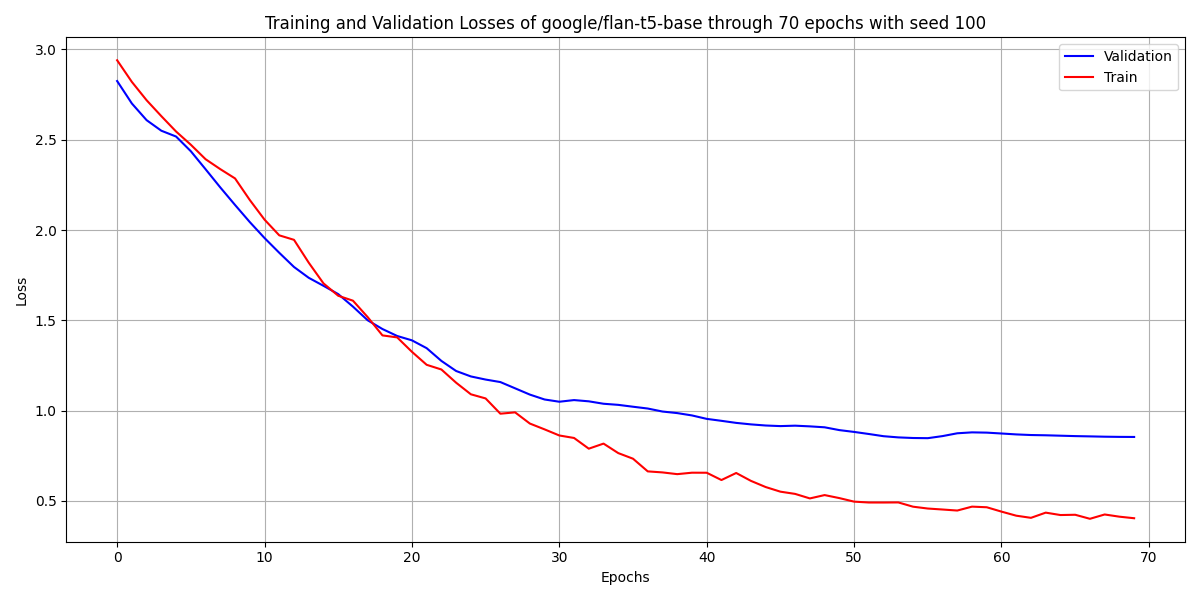 Training and Validation Losses of google/flan-t5-base through 70 epochs with seed 100
Validation
Train
3.0
2.5
2.0
1.5
1.0
0.5
Loss
0 10 20 30 40 50 60 70
Epochs